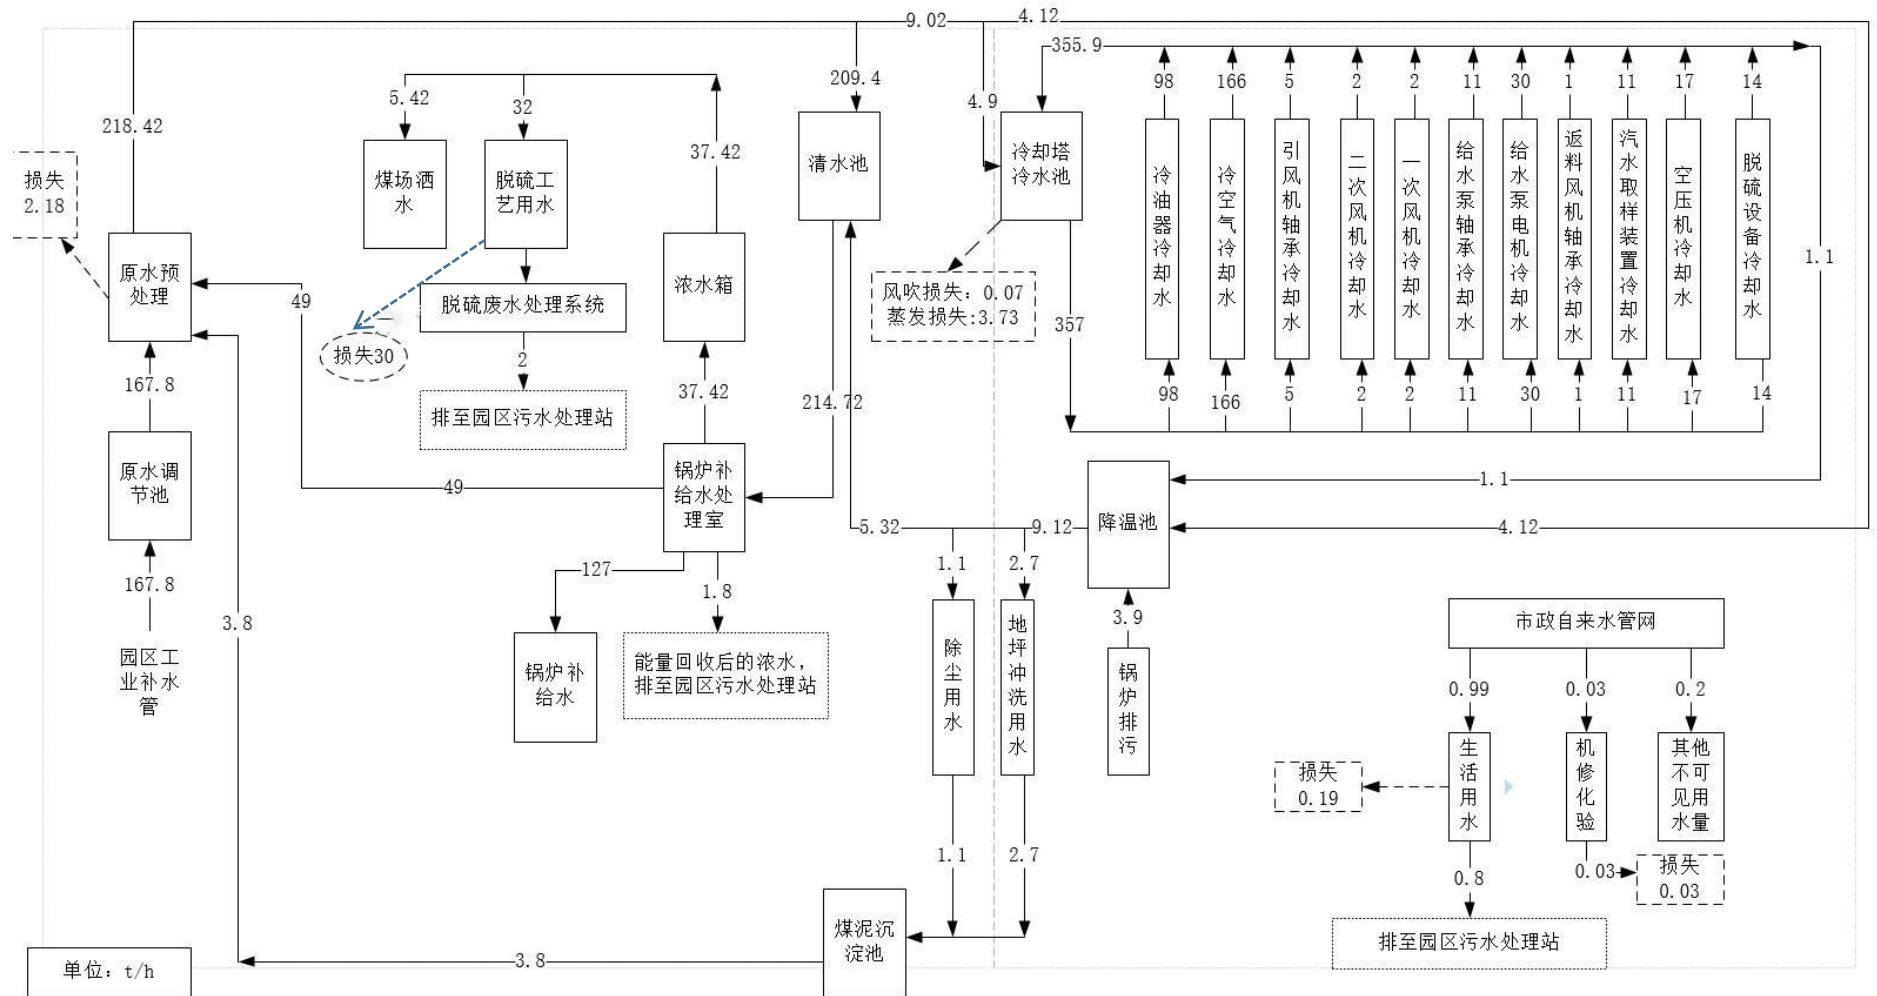 9.02
4.12
355.9
98
166
5
2
2
11
30
1
11
17
14
209.4
5.42
32
4.9
218.42
37.42
损失
2.18
煤场洒
水
脱硫工
艺用水
清水池
冷却塔
冷水池
冷油器冷却水
冷空气冷却水
引风机轴承冷却水
二次风机冷却水
一次风机冷却水
给水泵轴承冷却水
给水泵电机冷却水
返料风机轴承冷却水
汽水取样装置冷却水
空压机冷却水
脱硫设备冷却水
1.1
原水预
处理
49
浓水箱
脱硫废水处理系统
风吹损失：0.07
蒸发损失:3.73
357
损失30
2
167.8
37.42
214.72
98
166
5
2
2
11
30
1
11
17
14
排至园区污水处理站
原水调
节池
49
锅炉补
给水处
理室
1.1
5.32
9.12
降温池
4.12
167.8
127
1.8
1.1
2.7
3.9
3.8
市政自来水管网
园区工
业补水
管
锅炉补
给水
能量回收后的浓水，
排至园区污水处理站
除尘用水
地坪冲洗用水
锅炉排污
0.99
0.03
0.2
损失
0.19
生活用水
机修化验
其他
不可
见用
水量
1.1
2.7
0.8
0.03
损失
0.03
煤泥沉
淀池
排至园区污水处理站
3.8
单位：t/h